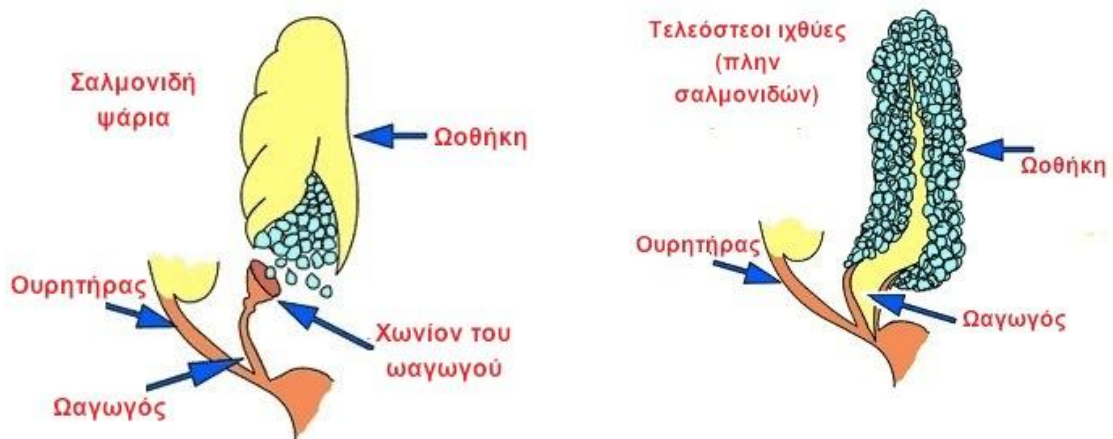 Σαλμονιδή
ψάρια
Ωοθήκη
Ουρητήρας
Χωνίον του
ωαγωγού
Ωαγωγός
Τελεόστεοι ιχθύες
(πλην
σαλμονιδών)
Ωοθήκη
Ουρητήρας
Ωαγωγός